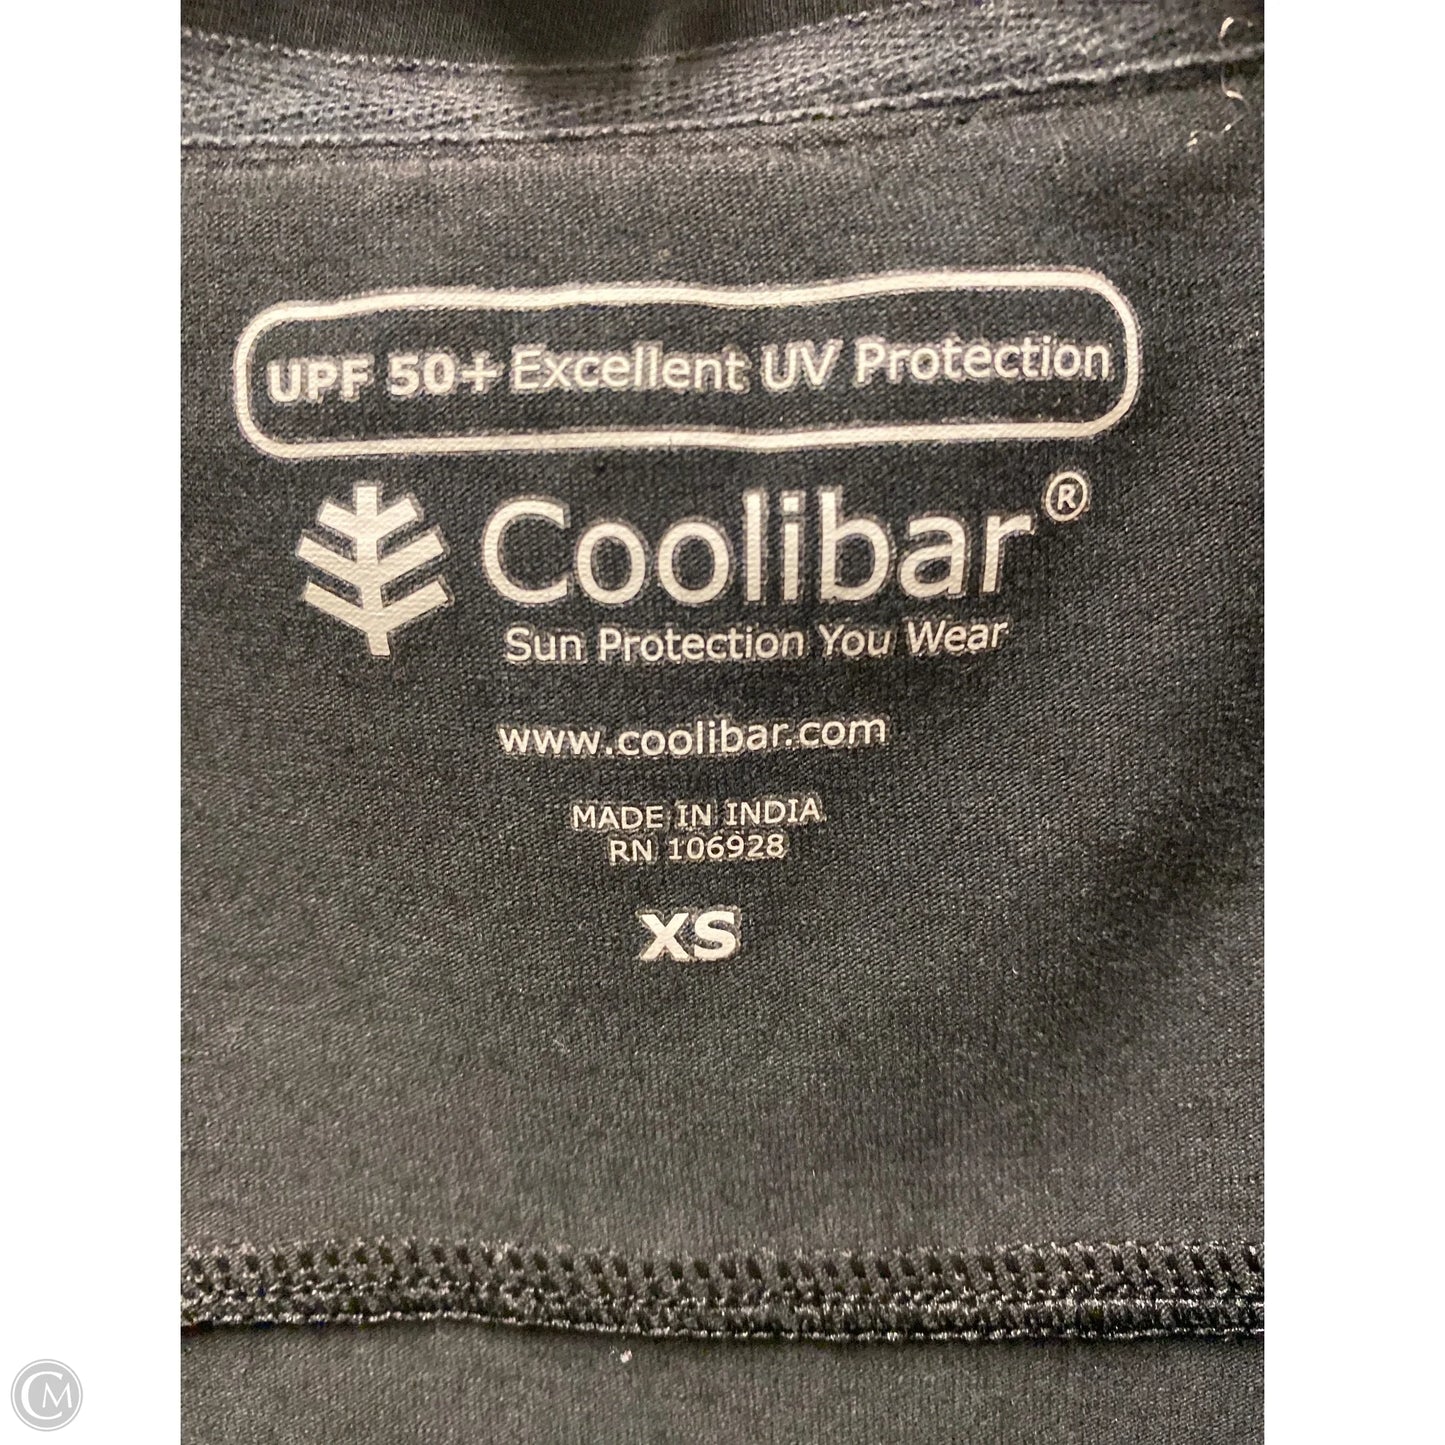 UPF 50+ Excellent UV Protection
Coolibar®
Sun Protection You Wear
www.coolibar.com
MADE IN INDIA
RN 106928
XS
CM